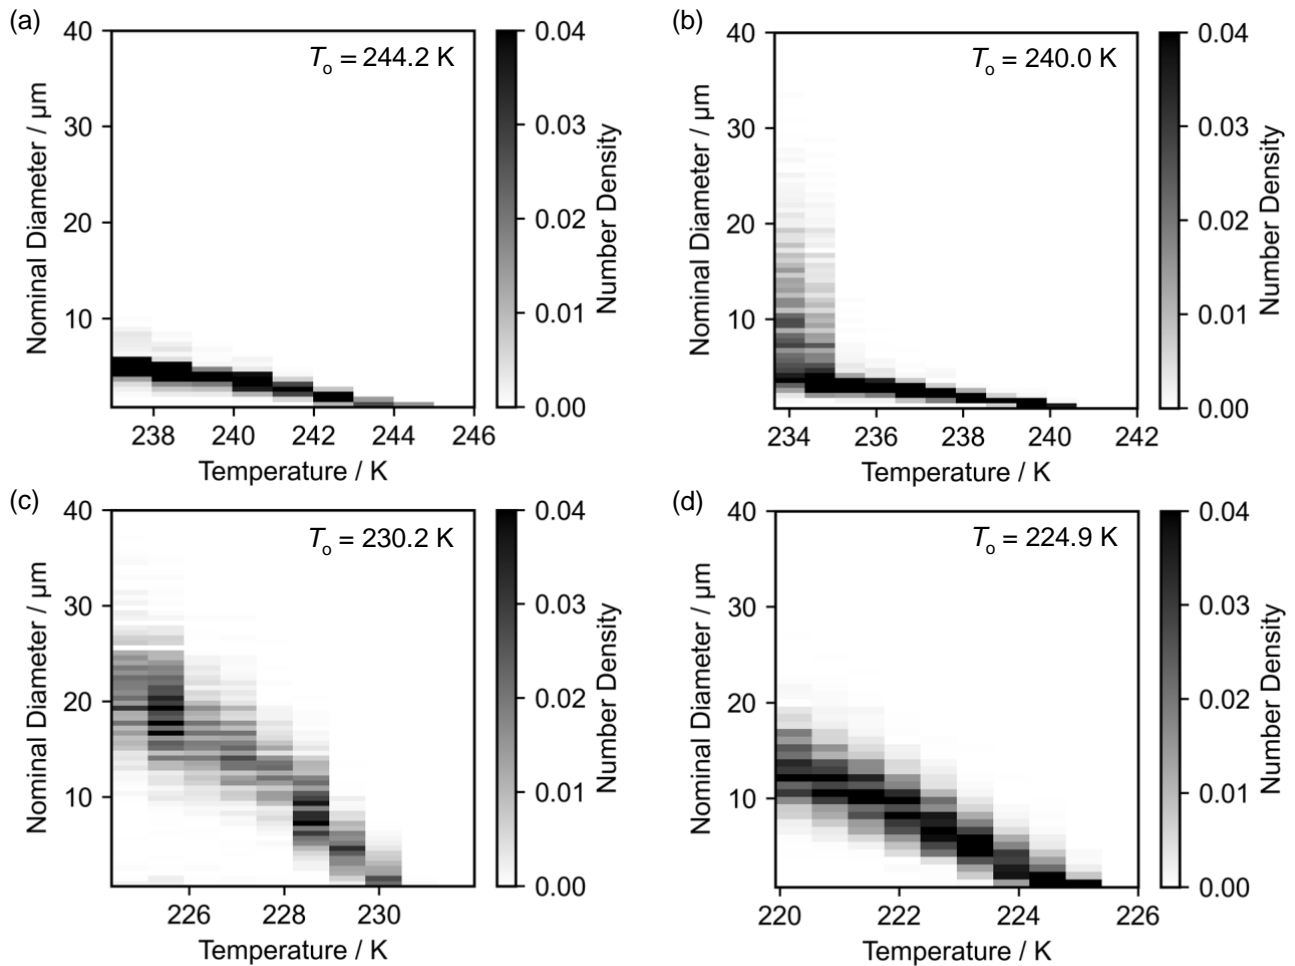 (a)
40
30
20
10
Nominal Diameter / μm
T_o = 244.2 K
238 240 242 244 246
Temperature / K
0.04
0.03
0.02
0.01
0.00
Number Density
(b)
40
30
20
10
Nominal Diameter / μm
T_o = 240.0 K
234 236 238 240 242
Temperature / K
0.04
0.03
0.02
0.01
0.00
Number Density
(c)
40
30
20
10
Nominal Diameter / μm
T_o = 230.2 K
226 228 230
Temperature / K
0.04
0.03
0.02
0.01
0.00
Number Density
(d)
40
30
20
10
Nominal Diameter / μm
T_o = 224.9 K
220 222 224 226
Temperature / K
0.04
0.03
0.02
0.01
0.00
Number Density